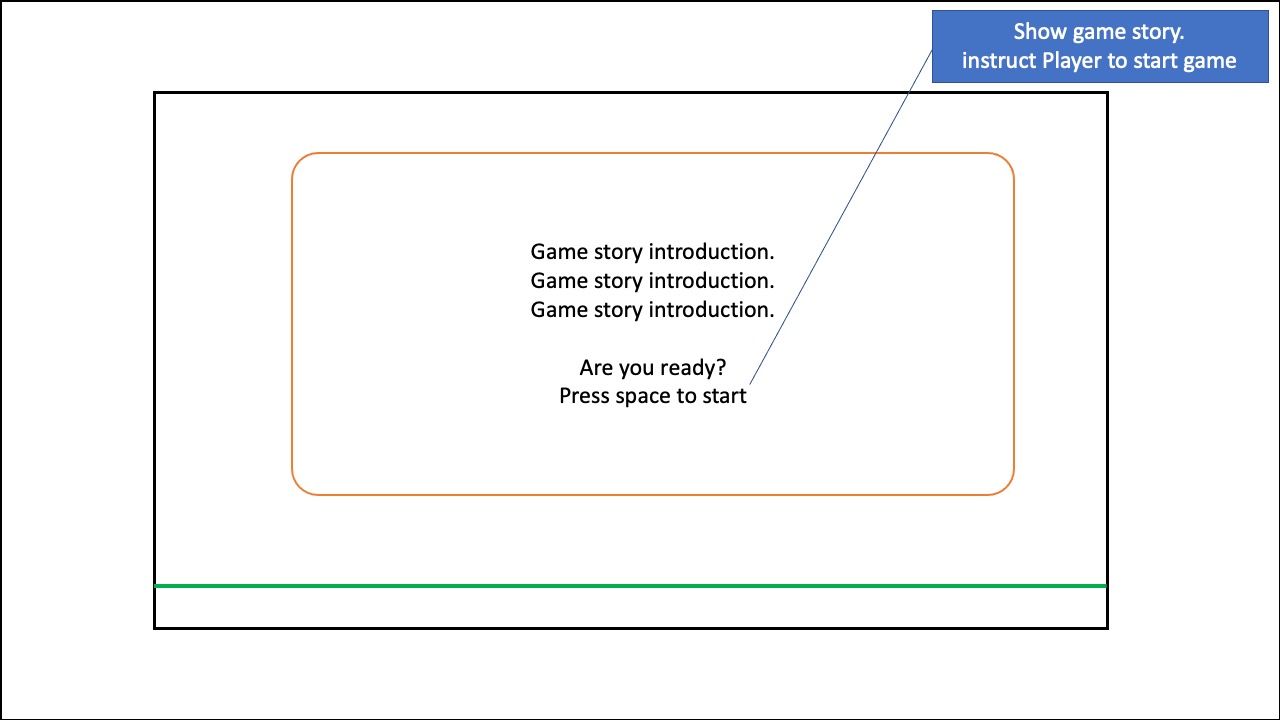 Show game story.
instruct Player to start game
Game story introduction.
Game story introduction.
Game story introduction.
Are you ready?
Press space to start